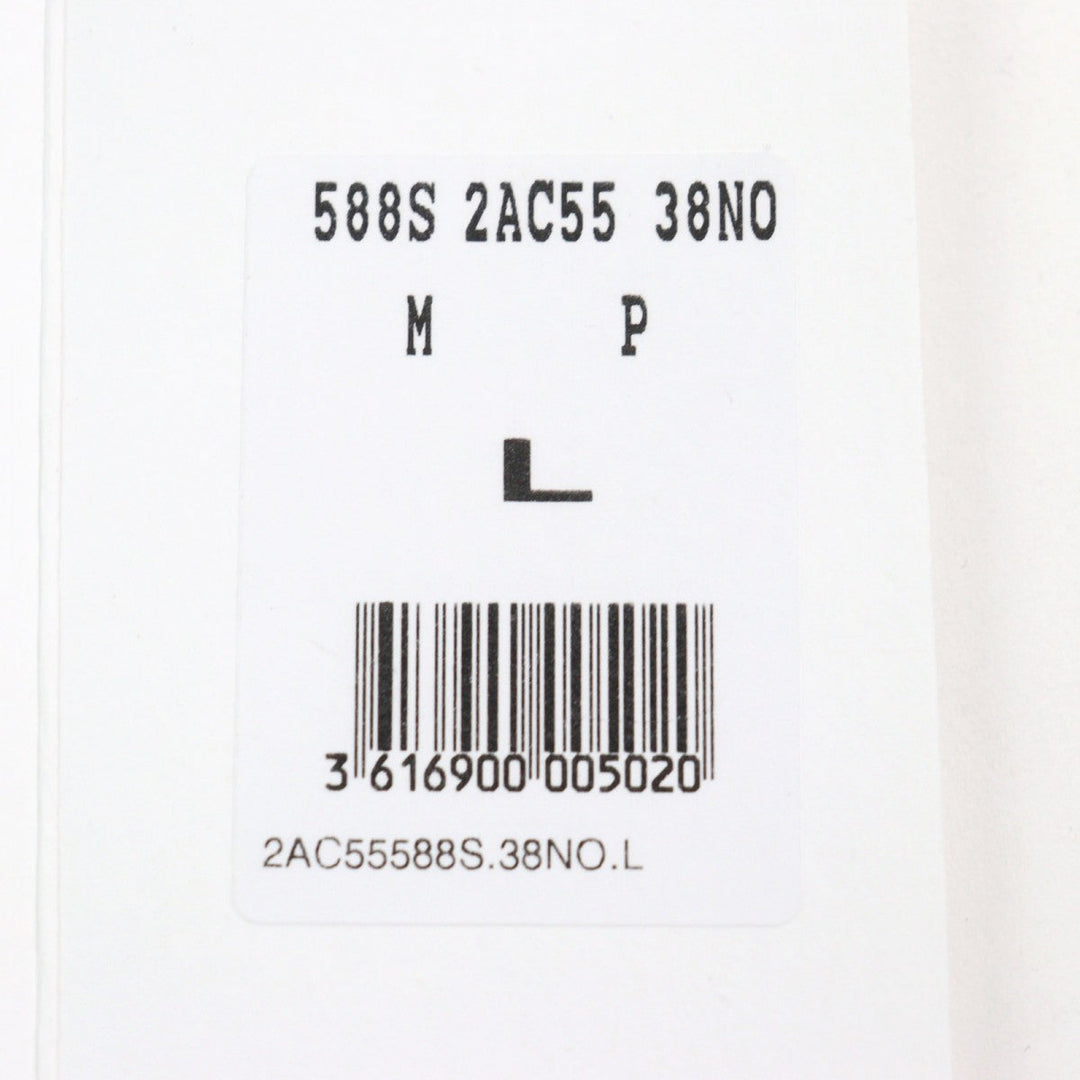 588S 2AC55 38NO
M P
L
3 616900 005020
2AC55588S.38NO.L